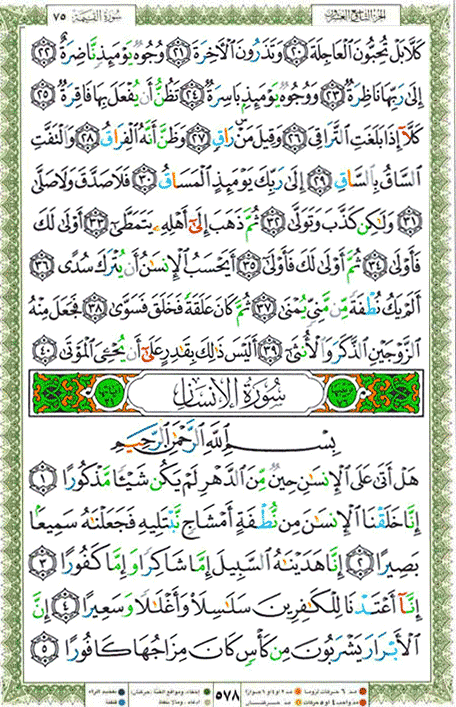 الجزء التاسع والعشرون سورة القيمة ٧٥
كَلَّا بَلْ تُحِبُّونَ ٱلْعَاجِلَةَ ٢٠ وَتَذَرُونَ ٱلْءَاخِرَةَ ٢١ وُجُوهٌ يَوْمَئِذٍ نَّاضِرَةٌ ٢٢
إِلَىٰ رَبِّهَا نَاظِرَةٌ ٢٣ وَوُجُوهٌ يَوْمَئِذٍۭ بَاسِرَةٌ ٢٤ تَظُنُّ أَن يُفْعَلَ بِهَا فَاقِرَةٌ ٢٥
كَلَّآ إِذَا بَلَغَتِ ٱلتَّرَاقِىَ ٢٦ وَقِيلَ مَنْ ۜ رَاقٍ ٢٧ وَظَنَّ أَنَّهُ ٱلْفِرَاقُ ٢٨ وَٱلْتَفَّتِ
ٱلسَّاقُ بِٱلسَّاقِ ٢٩ إِلَىٰ رَبِّكَ يَوْمَئِذٍ ٱلْمَسَاقُ ٣٠ فَلَا صَدَّقَ وَلَا صَلَّىٰ
٣١ وَلَٰكِن كَذَّبَ وَتَوَلَّىٰ ٣٢ ثُمَّ ذَهَبَ إِلَىٰٓ أَهْلِهِۦ يَتَمَطَّىٰٓ ٣٣ أَوْلَىٰ لَكَ
فَأَوْلَىٰ ٣٤ ثُمَّ أَوْلَىٰ لَكَ فَأَوْلَىٰٓ ٣٥ أَيَحْسَبُ ٱلْإِنسَٰنُ أَن يُتْرَكَ سُدًى ٣٦
أَلَمْ يَكُ نُطْفَةً مِّن مَّنِىٍّ يُمْنَىٰ ٣٧ ثُمَّ كَانَ عَلَقَةً فَخَلَقَ فَسَوَّىٰ ٣٨ فَجَعَلَ مِنْهُ
ٱلزَّوْجَيْنِ ٱلذَّكَرَ وَٱلْأُنثَىٰٓ ٣٩ أَلَيْسَ ذَٰلِكَ بِقَٰدِرٍ عَلَىٰٓ أَن يُحْۦِىَ ٱلْمَوْتَىٰ ٤٠
سُورَةُ الإِنسَانِ
بِسْمِ ٱللَّهِ ٱلرَّحْمَٰنِ ٱلرَّحِيمِ
هَلْ أَتَىٰ عَلَى ٱلْإِنسَٰنِ حِينٌ مِّنَ ٱلدَّهْرِ لَمْ يَكُن شَيْـًٔا مَّذْكُورًا ١
إِنَّا خَلَقْنَا ٱلْإِنسَٰنَ مِن نُّطْفَةٍ أَمْشَاجٍ نَّبْتَلِيهِ فَجَعَلْنَٰهُ سَمِيعًۢا
بَصِيرًا ٢ إِنَّا هَدَيْنَٰهُ ٱلسَّبِيلَ إِمَّا شَاكِرًا وَإِمَّا كَفُورًا ٣
إِنَّآ أَعْتَدْنَا لِلْكَٰفِرِينَ سَلَٰسِلَا۟ وَأَغْلَٰلًا وَسَعِيرًا ٤ إِنَّ
ٱلْأَبْرَارَ يَشْرَبُونَ مِن كَأْسٍ كَانَ مِزَاجُهَا كَافُورًا ٥
٥٧٨